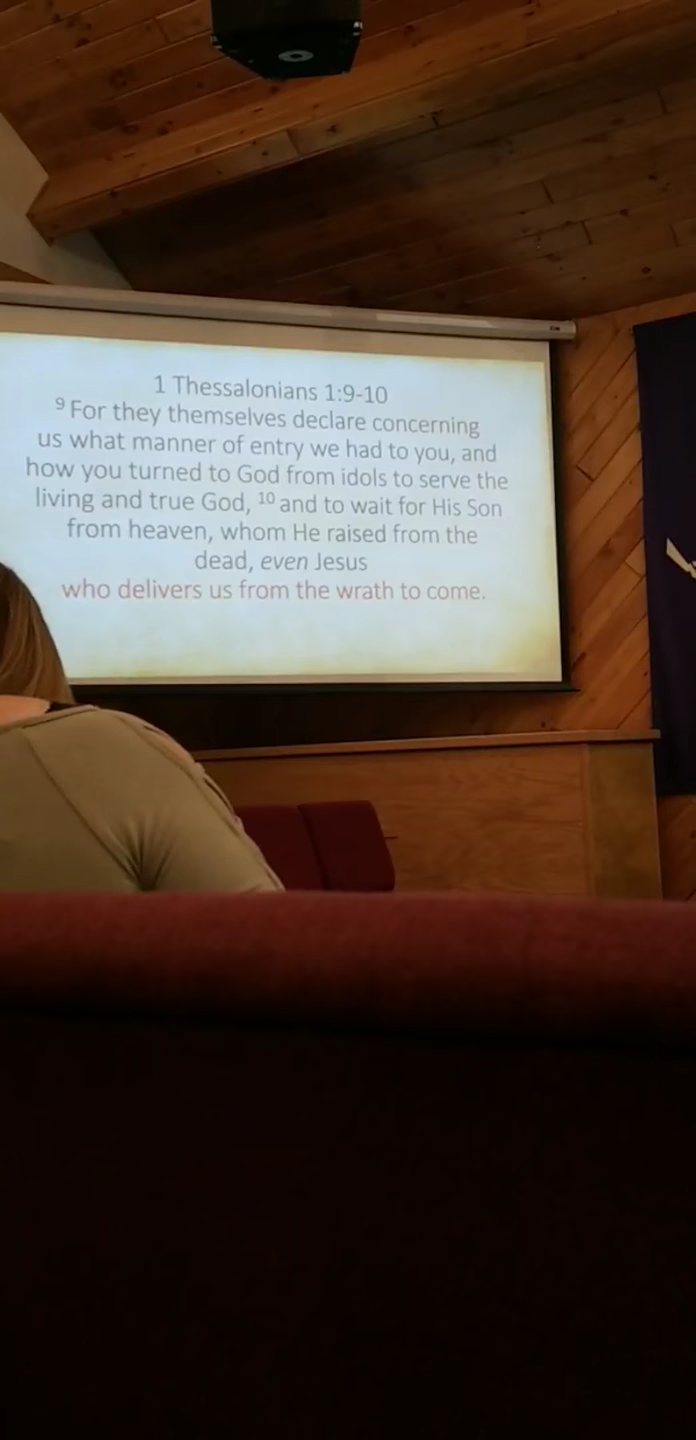 1 Thessalonians 1:9-10
⁹ For they themselves declare concerning
us what manner of entry we had to you, and
how you turned to God from idols to serve the
living and true God, ¹⁰ and to wait for His Son
from heaven, whom He raised from the
dead, even Jesus
who delivers us from the wrath to come.